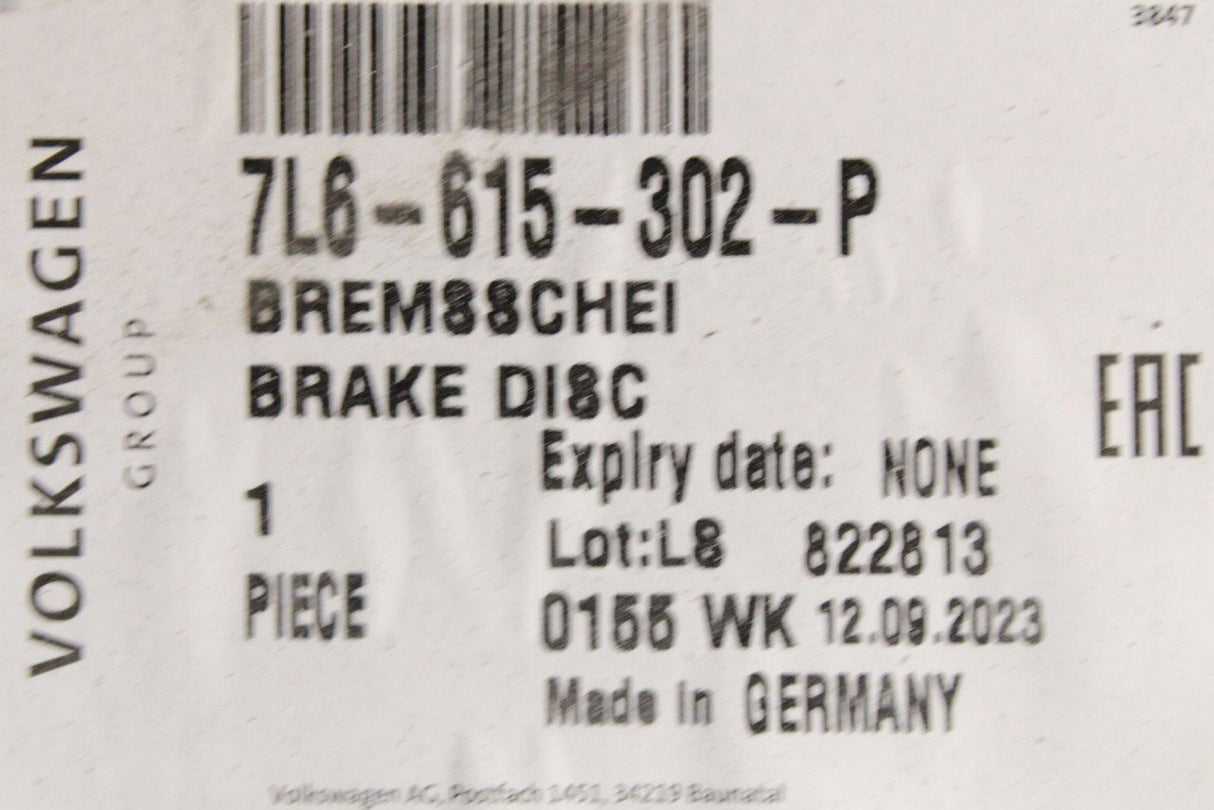 3847
7L6-615-302-P
BREMSSCHEI
BRAKE DISC
Expiry date: NONE
1
Lot:L8 822813
PIECE
0155 WK 12.09.2023
Made in GERMANY
VOLKSWAGEN
GROUP
EAC
Volkswagen AG, Postfach 1451, 34219 Baunatal